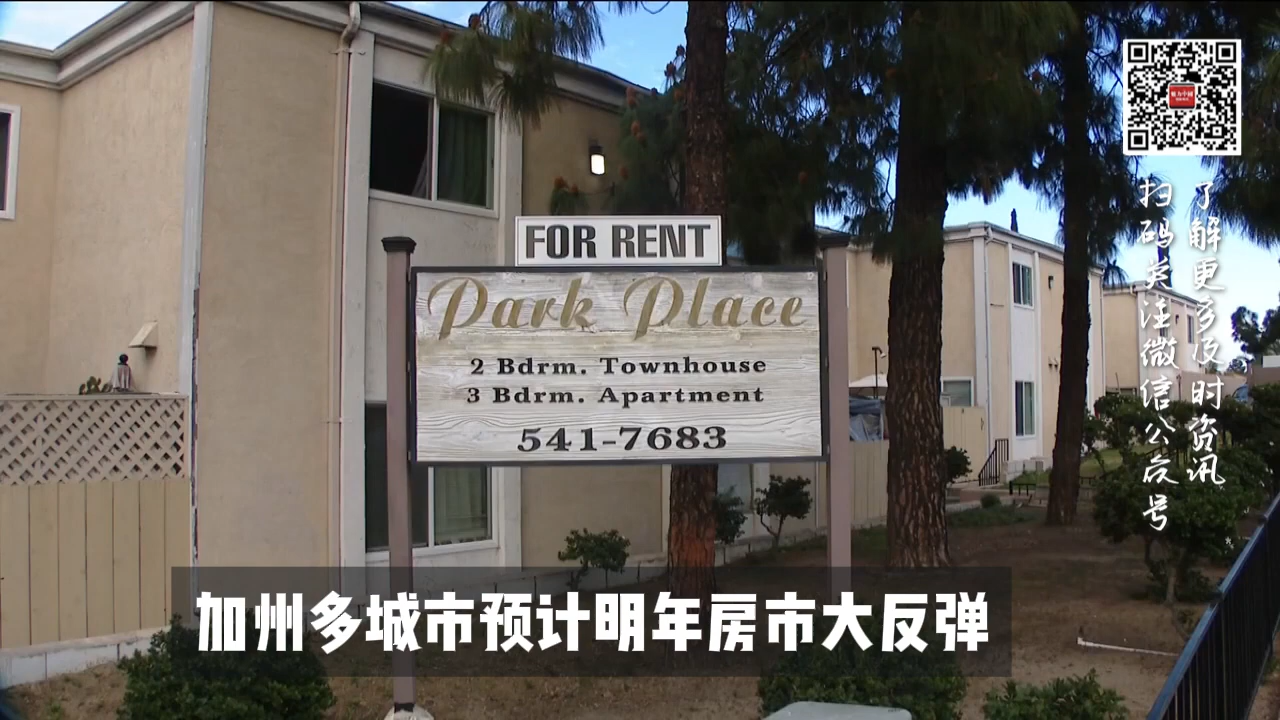 FOR RENT
Park Place
2 Bdrm. Townhouse
3 Bdrm. Apartment
541-7683
了解更多及时资讯
扫码关注微信公众号
加州多城市预计明年房市大反弹